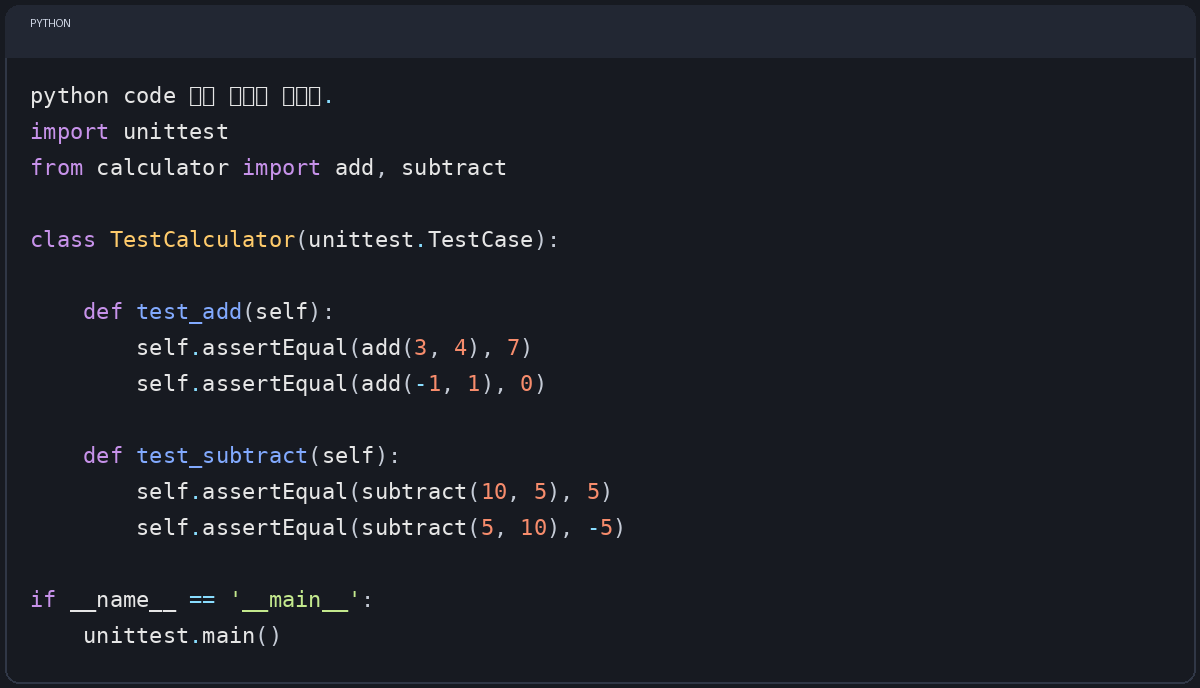 PYTHON
python code .
import unittest
from calculator import add, subtract
class TestCalculator(unittest.TestCase):
def test_add(self):
self.assertEqual(add(3, 4), 7)
self.assertEqual(add(-1, 1), 0)
def test_subtract(self):
self.assertEqual(subtract(10, 5), 5)
self.assertEqual(subtract(5, 10), -5)
if __name__ == '__main__':
unittest.main()